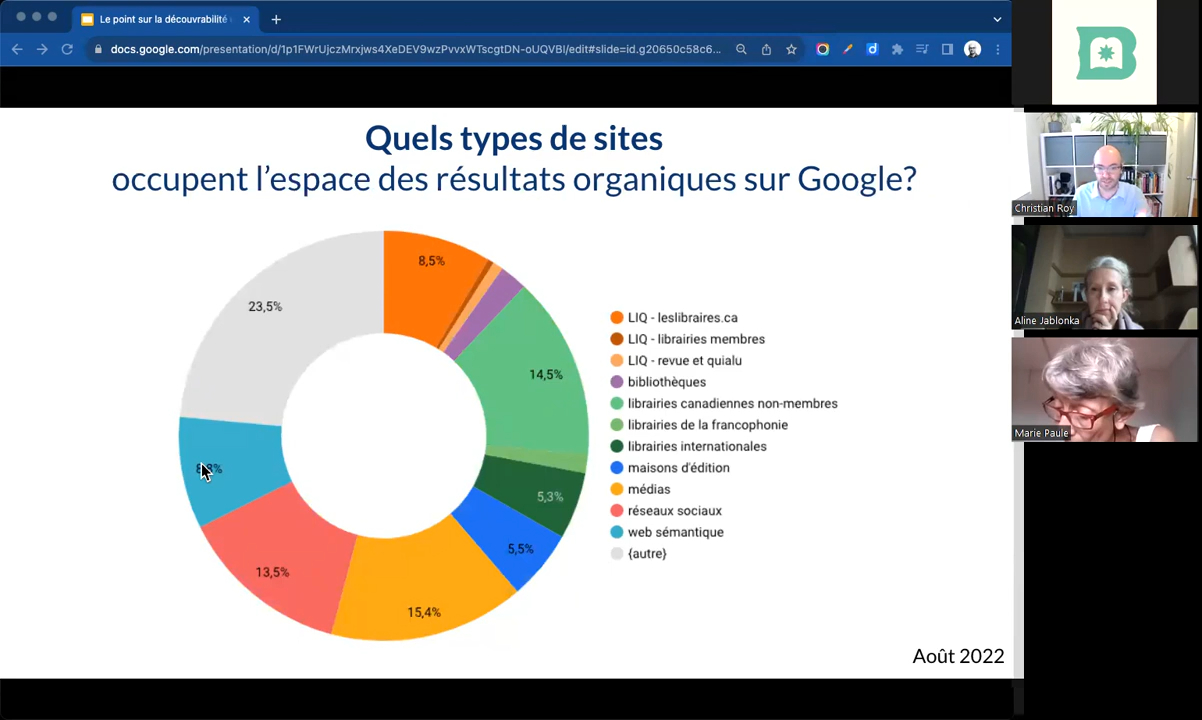 Le point sur la découvrabilité
docs.google.com/presentation/d/1p1FWrUjczMrxjws4XeDEV9wzPvvxWTscgtDN-oUQVBI/edit#slide=id.g20650c58c6...
Quels types de sites
occupent l'espace des résultats organiques sur Google?
8,5%
23,5%
14,5%
5,3%
5,5%
15,4%
13,5%
LIQ - leslibraires.ca
LIQ - librairies membres
LIQ - revue et quialu
bibliothèques
librairies canadiennes non-membres
librairies de la francophonie
librairies internationales
maisons d'édition
médias
réseaux sociaux
web sémantique
{autre}
Août 2022
Christian Roy
Aline Jablonka
Marie Paule